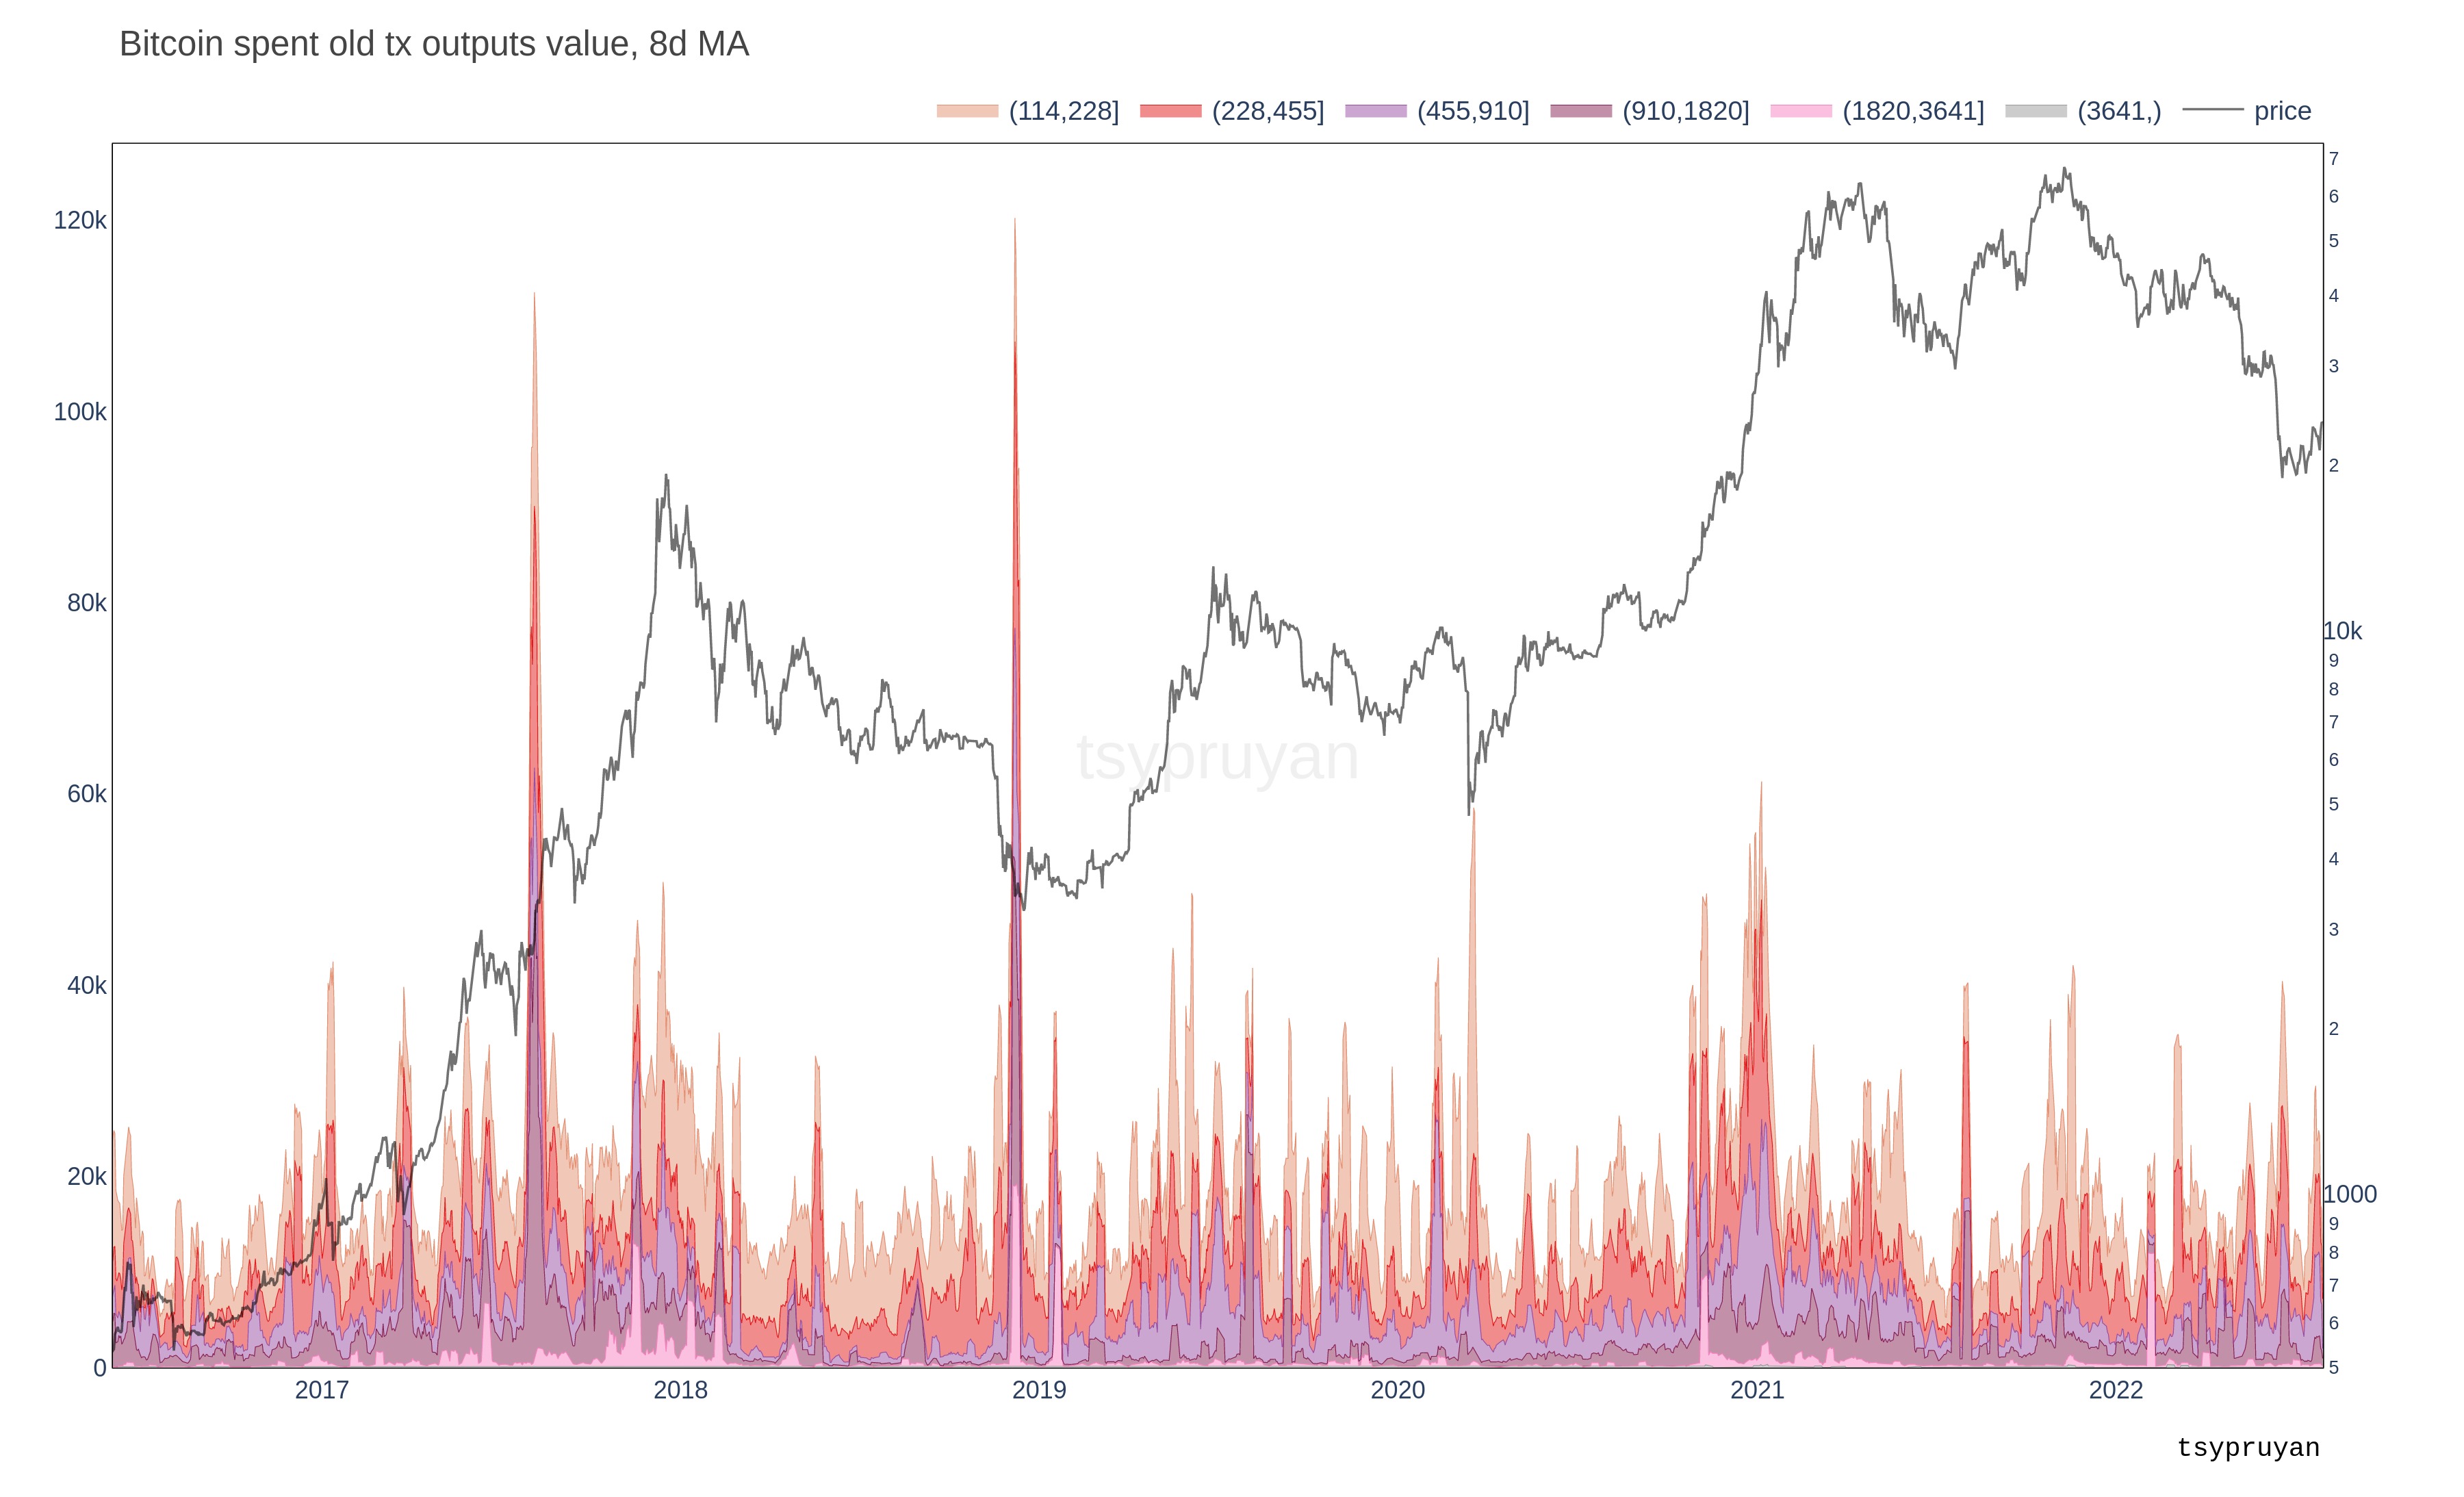 Bitcoin spent old tx outputs value, 8d MA
(114,228] (228,455] (455,910] (910,1820] (1820,3641] (3641,) price
7
120k 6
5
4
100k
3
2
80k
10k
9
8
7
60k 6
5
4
3
40k
2
20k
1000
9
8
7
6
0 5
tsypruyan
2017 2018 2019 2020 2021 2022
tsypruyan